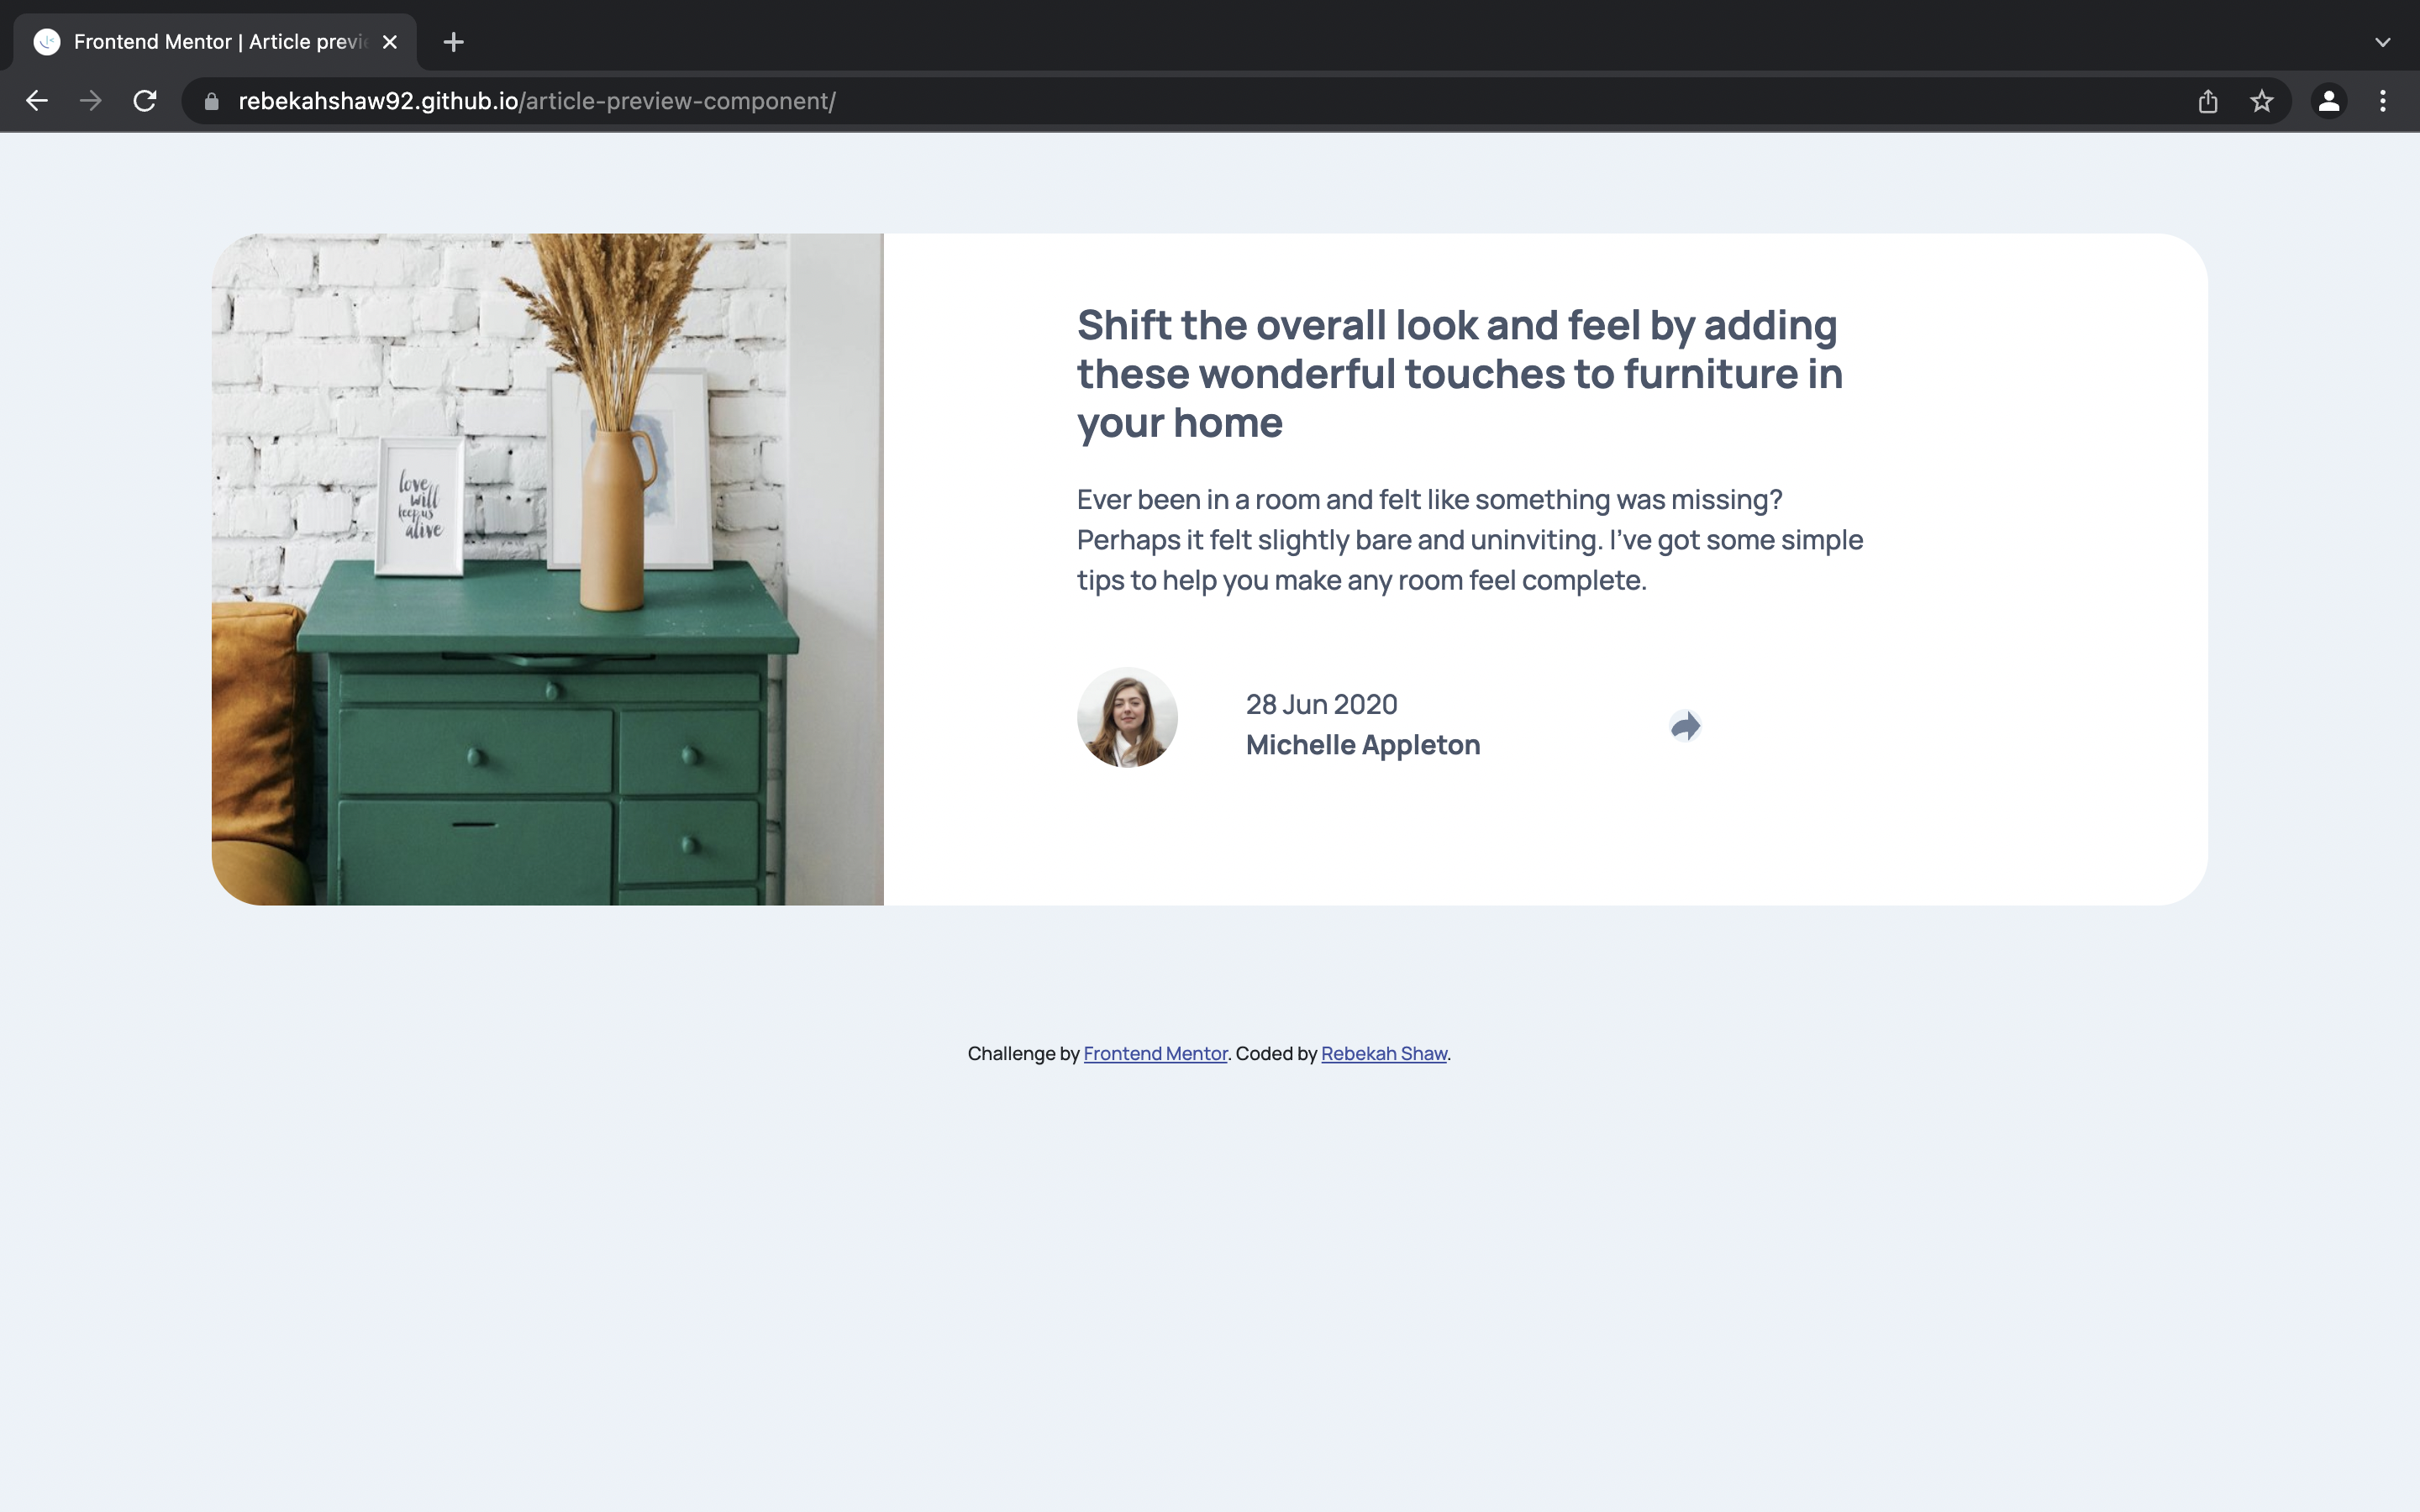 Frontend Mentor | Article previ
rebekahshaw92.github.io/article-preview-component/
love
will
keep us
alive
Shift the overall look and feel by adding
these wonderful touches to furniture in
your home
Ever been in a room and felt like something was missing?
Perhaps it felt slightly bare and uninviting. I’ve got some simple
tips to help you make any room feel complete.
28 Jun 2020
Michelle Appleton
Challenge by Frontend Mentor. Coded by Rebekah Shaw.